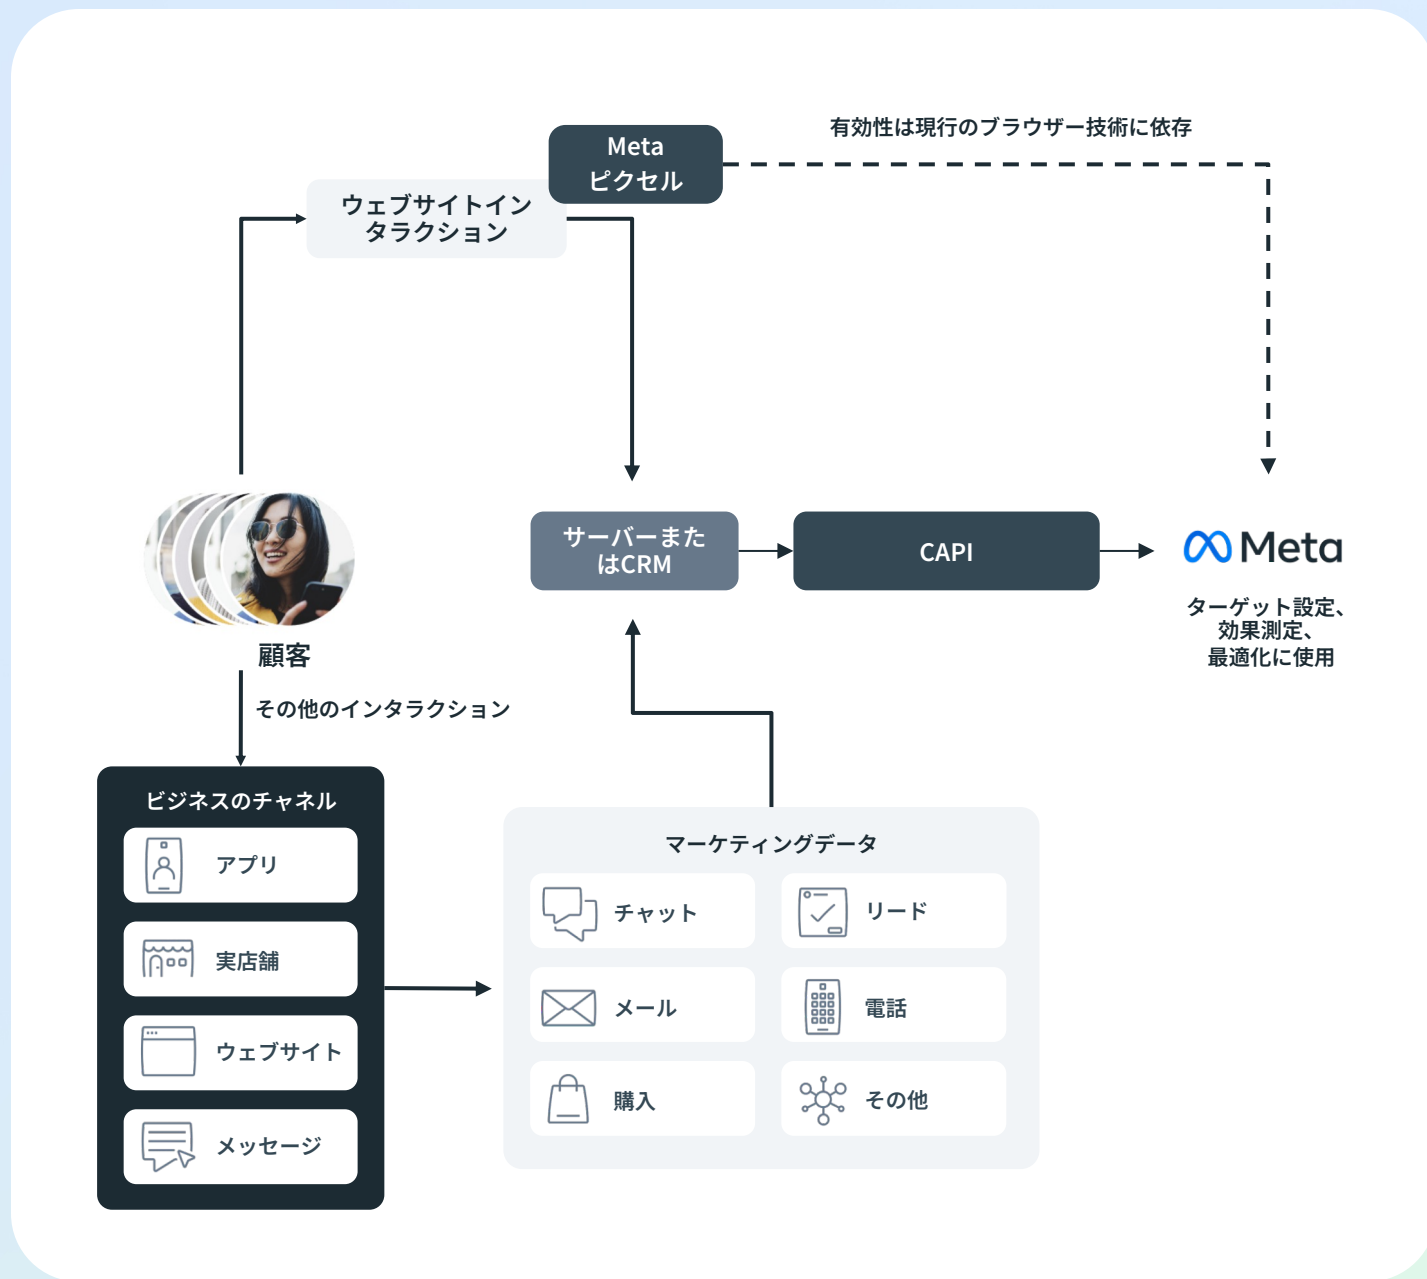 有効性は現行のブラウザー技術に依存
Meta
ピクセル
ウェブサイトイン
タラクション
サーバーまた
はCRM
CAPI
Meta
ターゲット設定、
効果測定、
最適化に使用
顧客
その他のインタラクション
ビジネスのチャネル
アプリ
実店舗
ウェブサイト
メッセージ
マーケティングデータ
チャット
リード
メール
電話
購入
その他